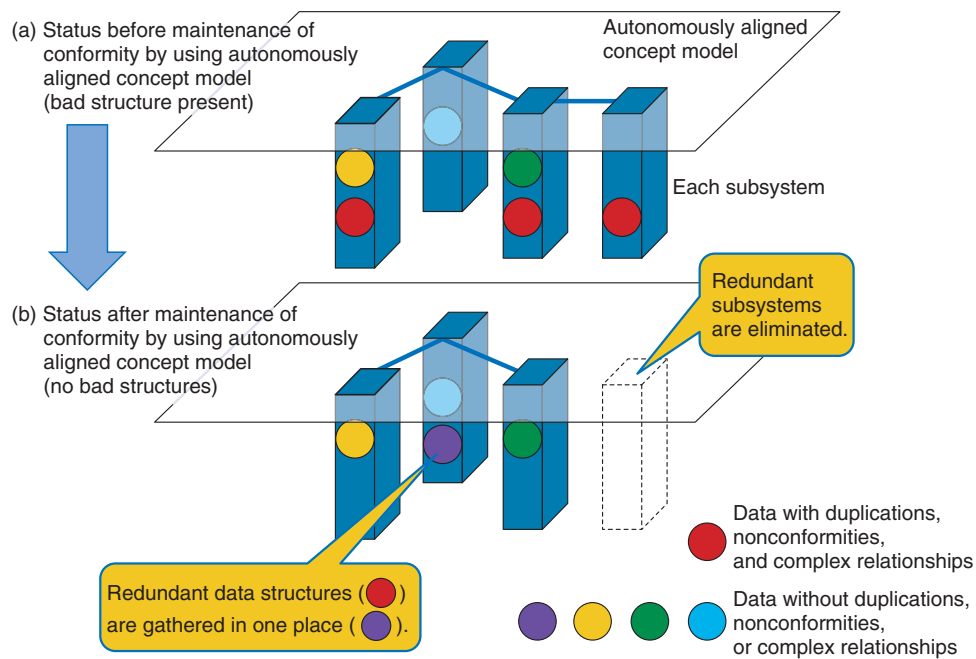 (a) Status before maintenance of
conformity by using autonomously
aligned concept model
(bad structure present)
Autonomously aligned
concept model
Each subsystem
(b) Status after maintenance of
conformity by using autonomously
aligned concept model
(no bad structures)
Redundant
subsystems
are eliminated.
Redundant data structures ( )
are gathered in one place ( ).
Data with duplications,
nonconformities,
and complex relationships
Data without duplications,
nonconformities,
or complex relationships